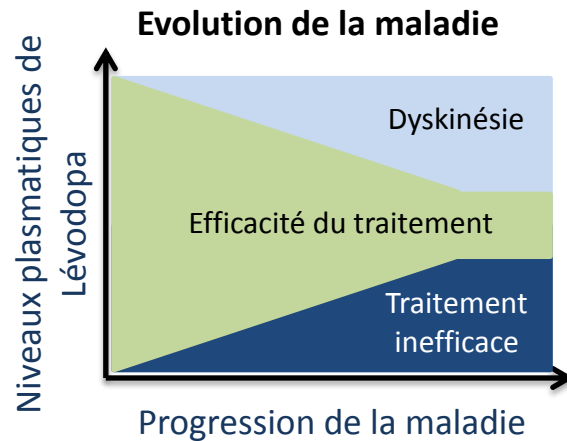 Evolution de la maladie
Niveaux plasmatiques de
Lévodopa
Dyskinésie
Efficacité du traitement
Traitement
inefficace
Progression de la maladie